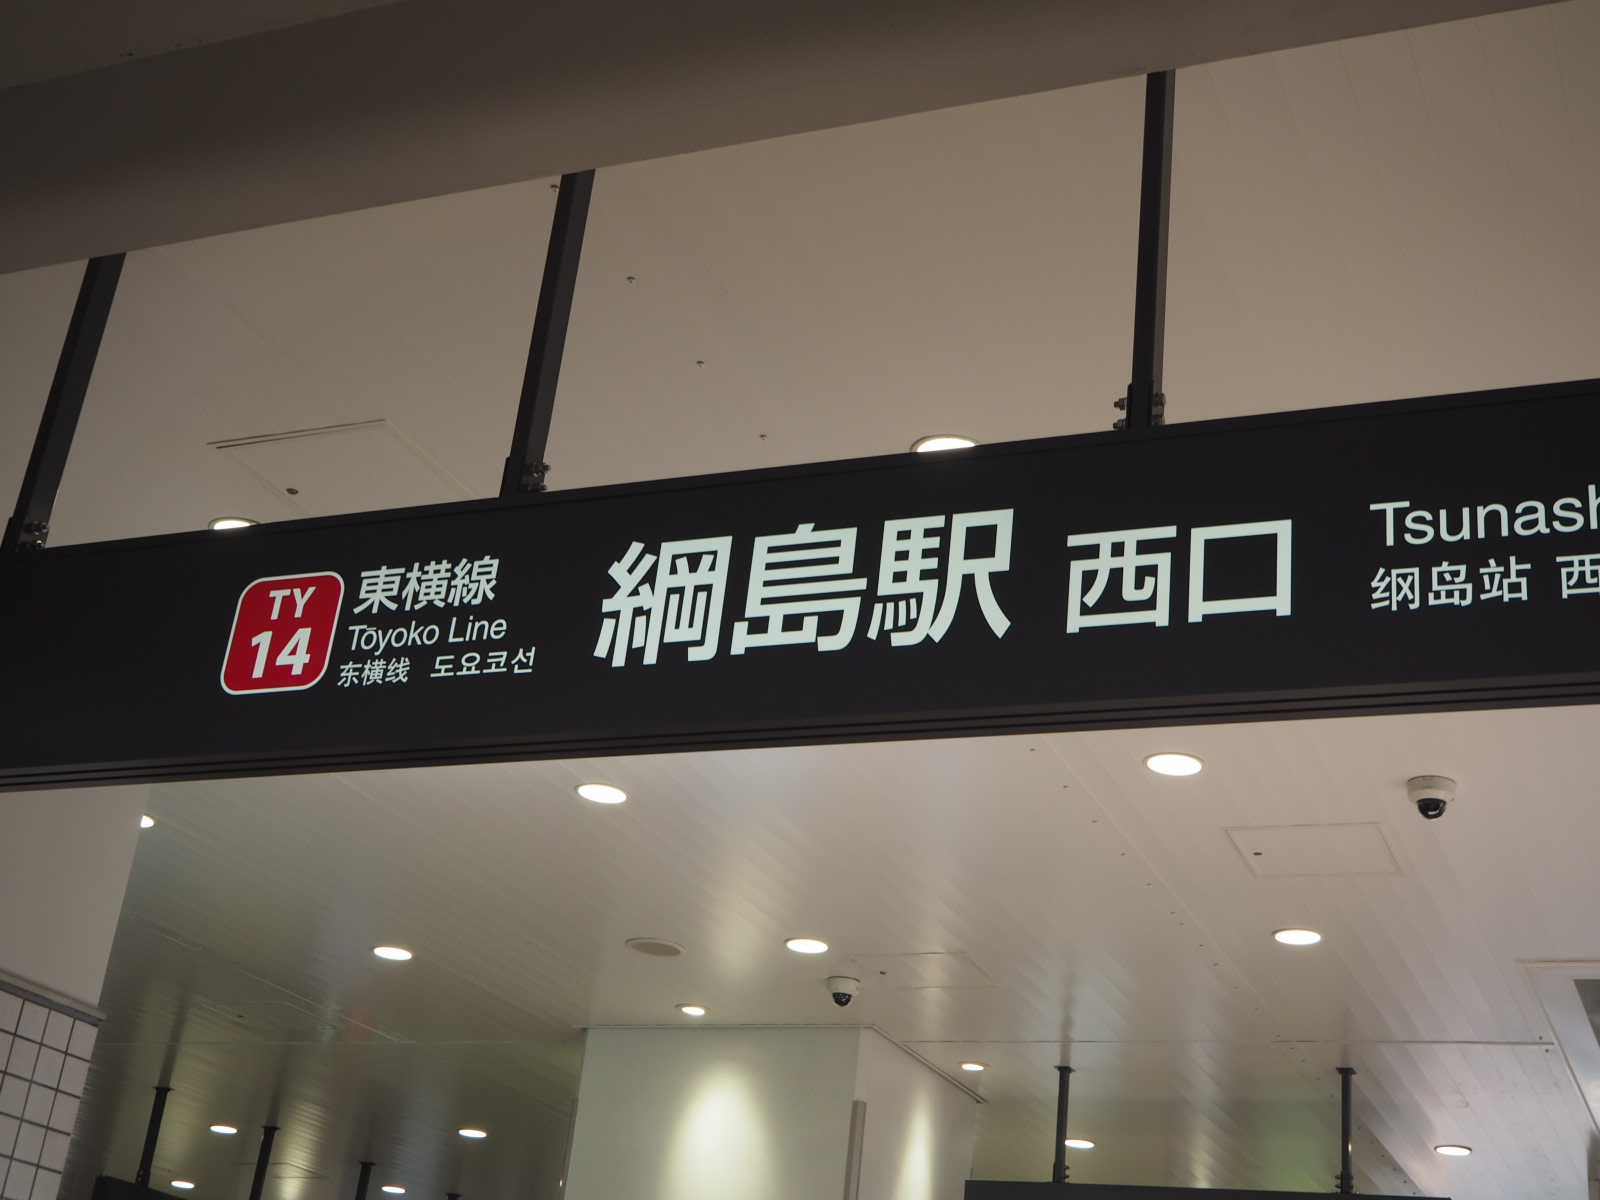 TY
14
東横線
Tōyoko Line
东横线 도요코선
綱島駅 西口
Tsunash
纲岛站 西